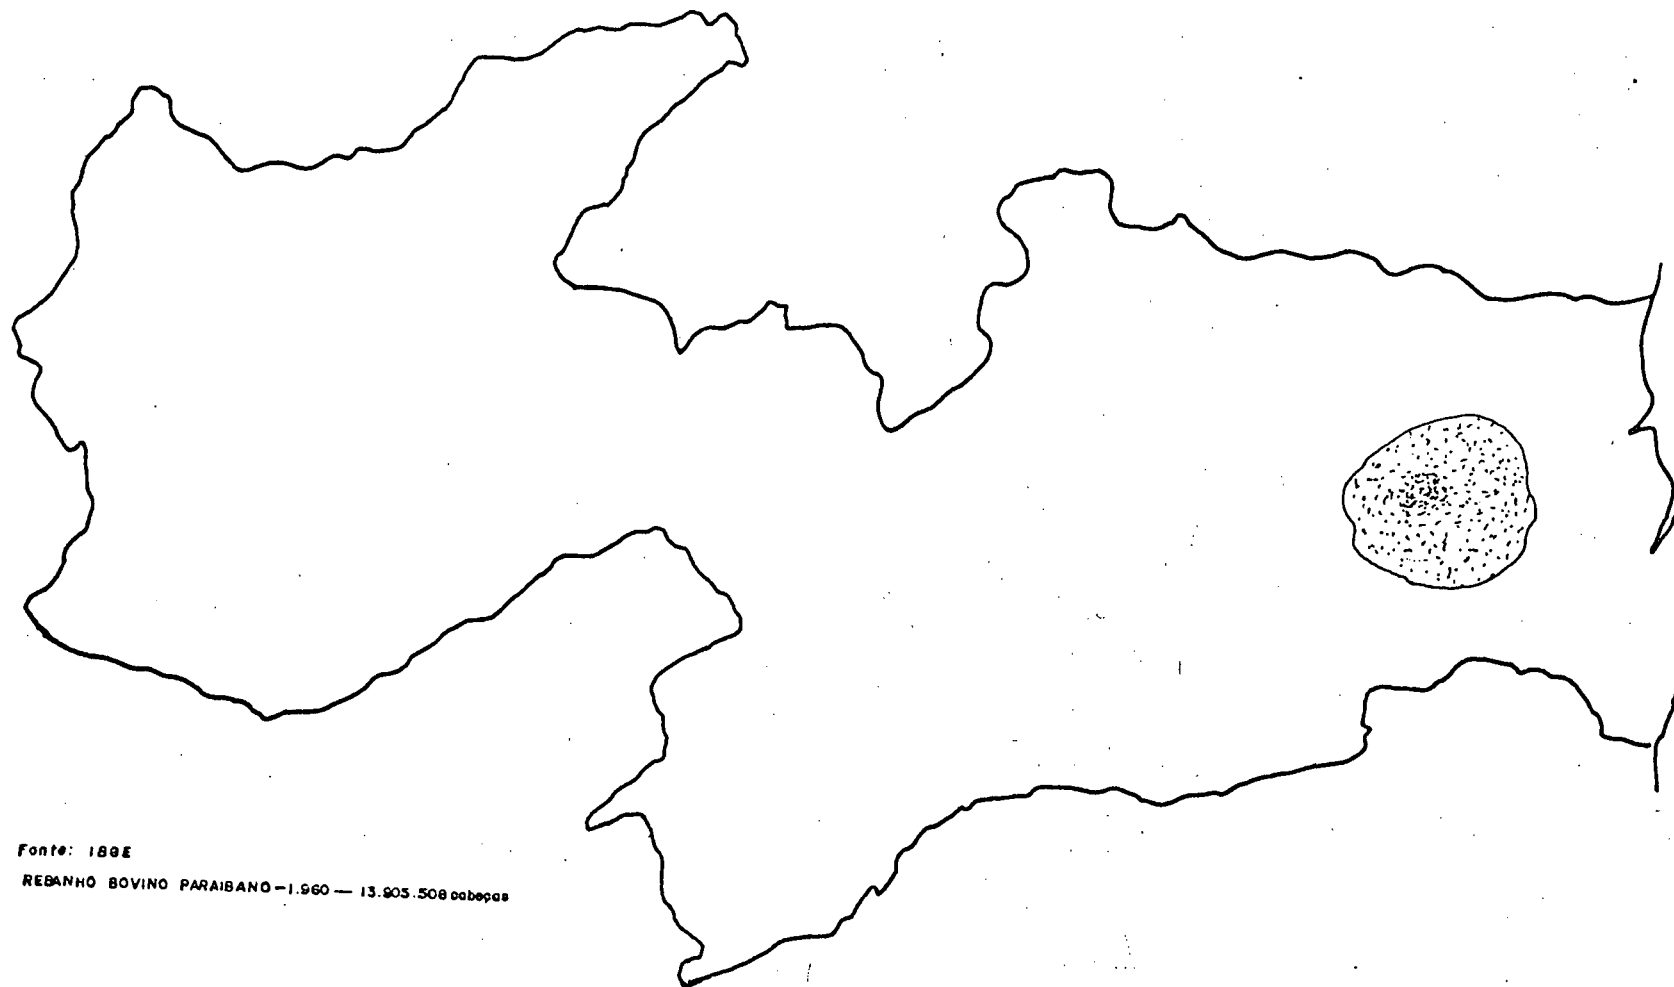 Fonte: IBGE
REBANHO BOVINO PARAIBANO-1.960 — 13.905.508 cabeças